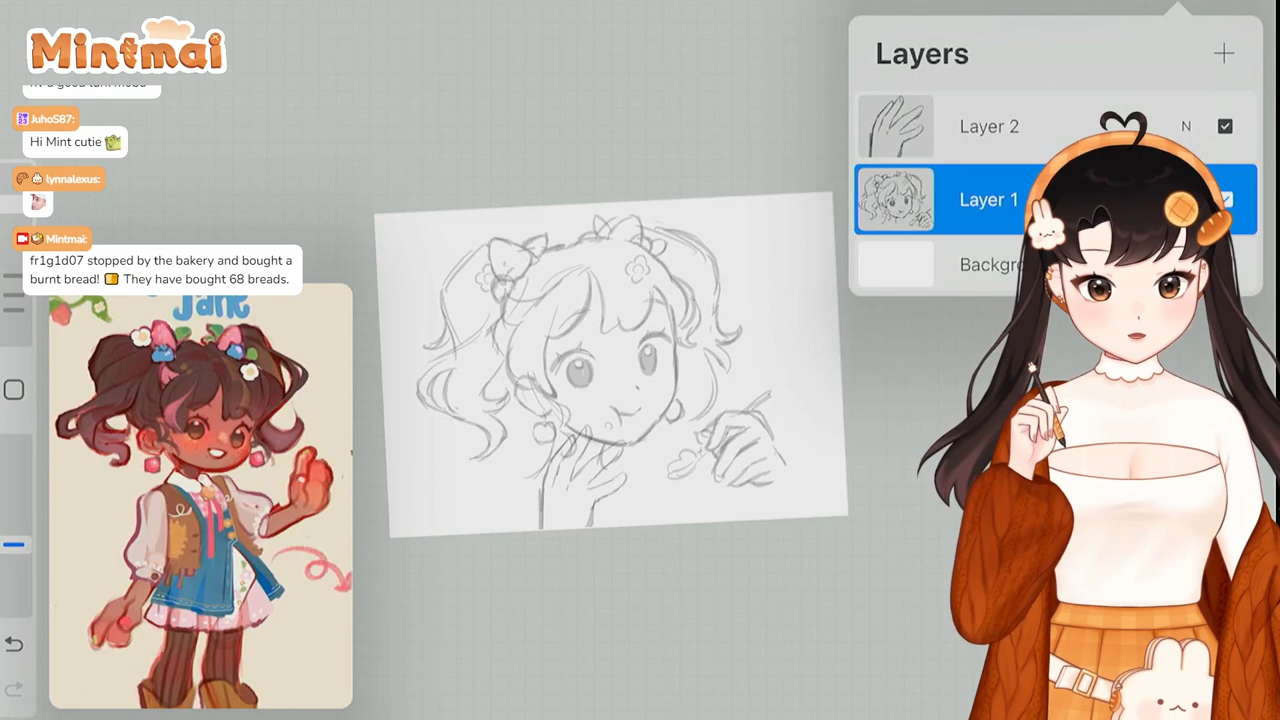 Mintmai
JuhoS87:
Hi Mint cutie
lynnalexus:
Mintmai:
fr1g1d07 stopped by the bakery and bought a
burnt bread! They have bought 68 breads.
Jane
Layers
Layer 2
N
Layer 1
Backgro